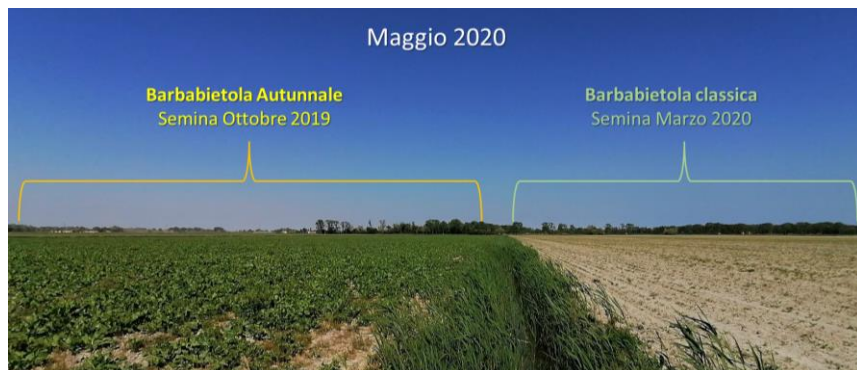 Maggio 2020
Barbabietola Autunnale
Semina Ottobre 2019
Barbabietola classica
Semina Marzo 2020